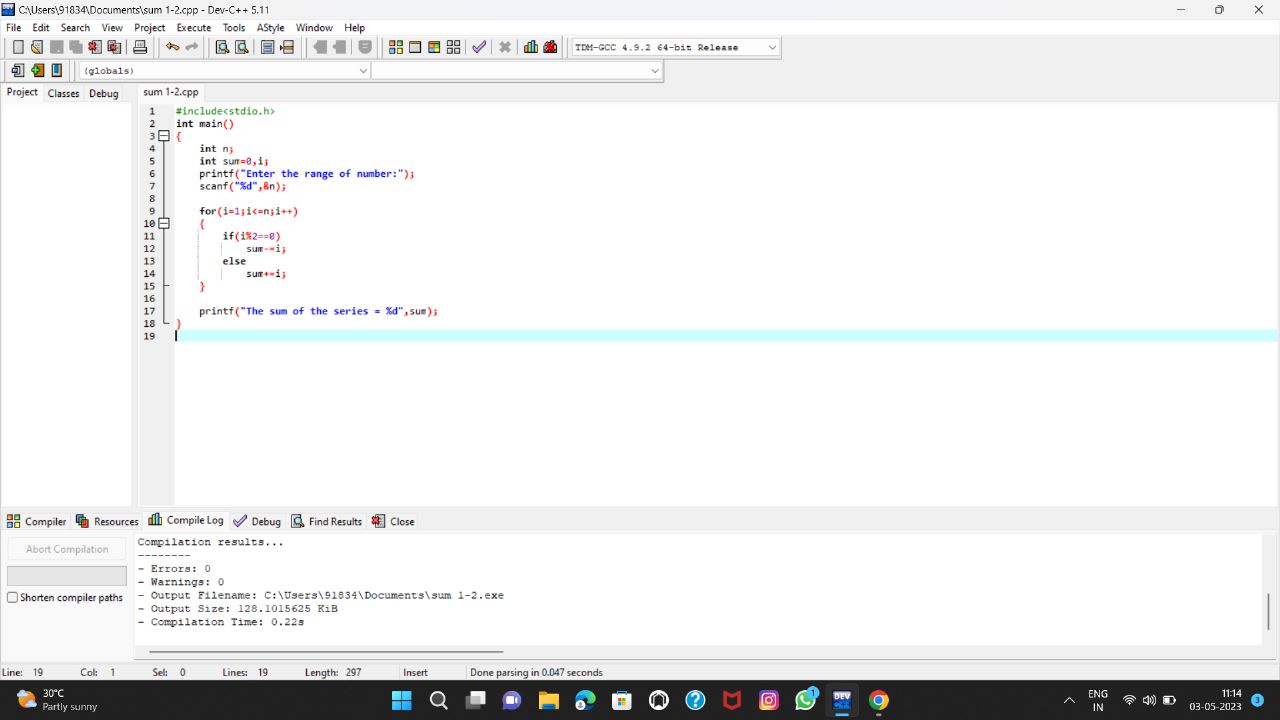 C:\Users\91834\Documents\sum 1-2.cpp - Dev-C++ 5.11
File Edit Search View Project Execute Tools AStyle Window Help
TDM-GCC 4.9.2 64-bit Release
(globals)
Project Classes Debug sum 1-2.cpp
1 #include<stdio.h>
2 int main()
3 {
4 int n;
5 int sum=0,i;
6 printf("Enter the range of number:");
7 scanf("%d",&n);
8
9 for(i=1;i<=n;i++)
10 {
11 if(i%2==0)
12 sum-=i;
13 else
14 sum+=i;
15 }
16
17 printf("The sum of the series = %d",sum);
18 }
19
Compiler Resources Compile Log Debug Find Results Close
Abort Compilation
Shorten compiler paths
Compilation results...
--------
- Errors: 0
- Warnings: 0
- Output Filename: C:\Users\91834\Documents\sum 1-2.exe
- Output Size: 128.1015625 KiB
- Compilation Time: 0.22s
Line: 19 Col: 1 Sel: 0 Lines: 19 Length: 297 Insert Done parsing in 0.047 seconds
30°C
Partly sunny
1
DEV
ENG
IN
11:14
03-05-2023
3